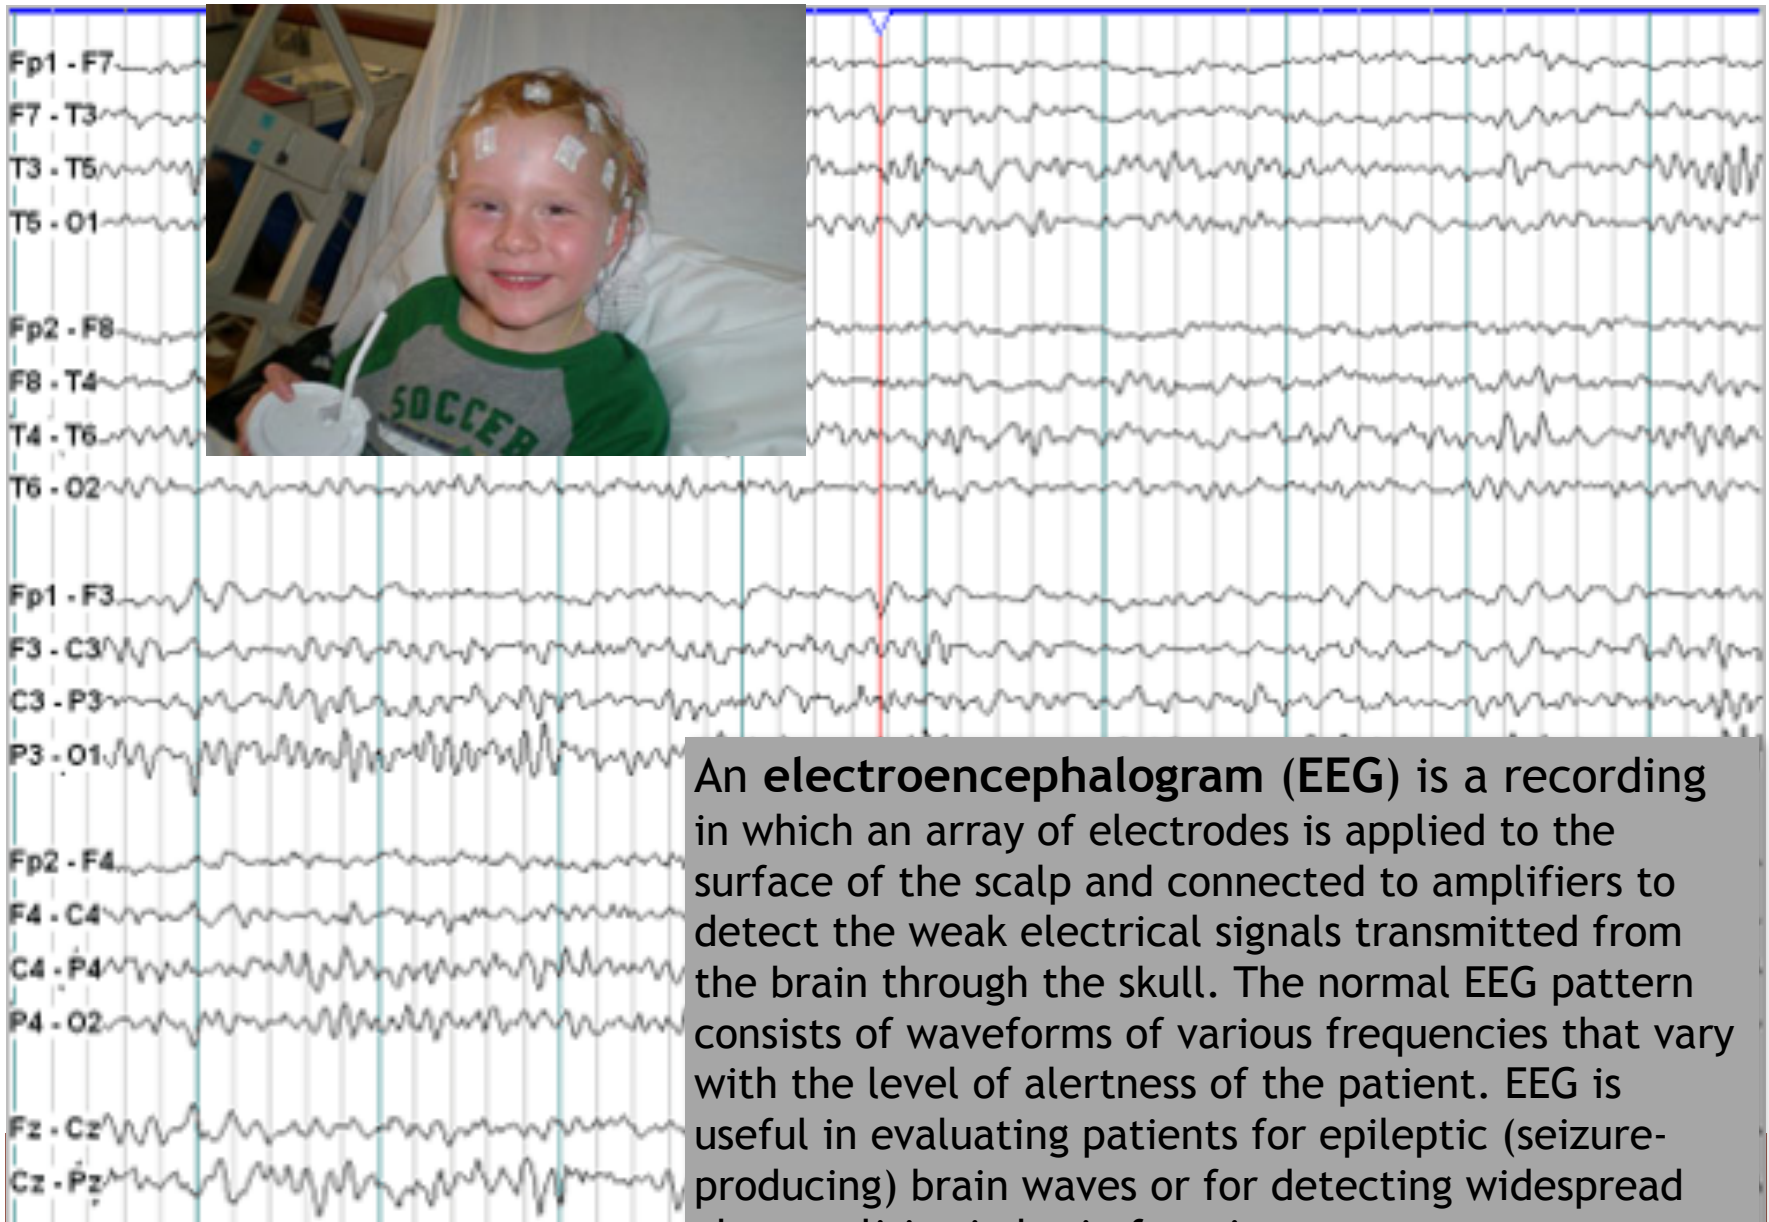 Fp1 - F7
F7 - T3
T3 - T5
T5 - O1
Fp2 - F8
F8 - T4
T4 - T6
T6 - O2
Fp1 - F3
F3 - C3
C3 - P3
P3 - O1
Fp2 - F4
F4 - C4
C4 - P4
P4 - O2
Fz - Cz
Cz - Pz
SOCCER
An electroencephalogram (EEG) is a recording
in which an array of electrodes is applied to the
surface of the scalp and connected to amplifiers to
detect the weak electrical signals transmitted from
the brain through the skull. The normal EEG pattern
consists of waveforms of various frequencies that vary
with the level of alertness of the patient. EEG is
useful in evaluating patients for epileptic (seizure-
producing) brain waves or for detecting widespread